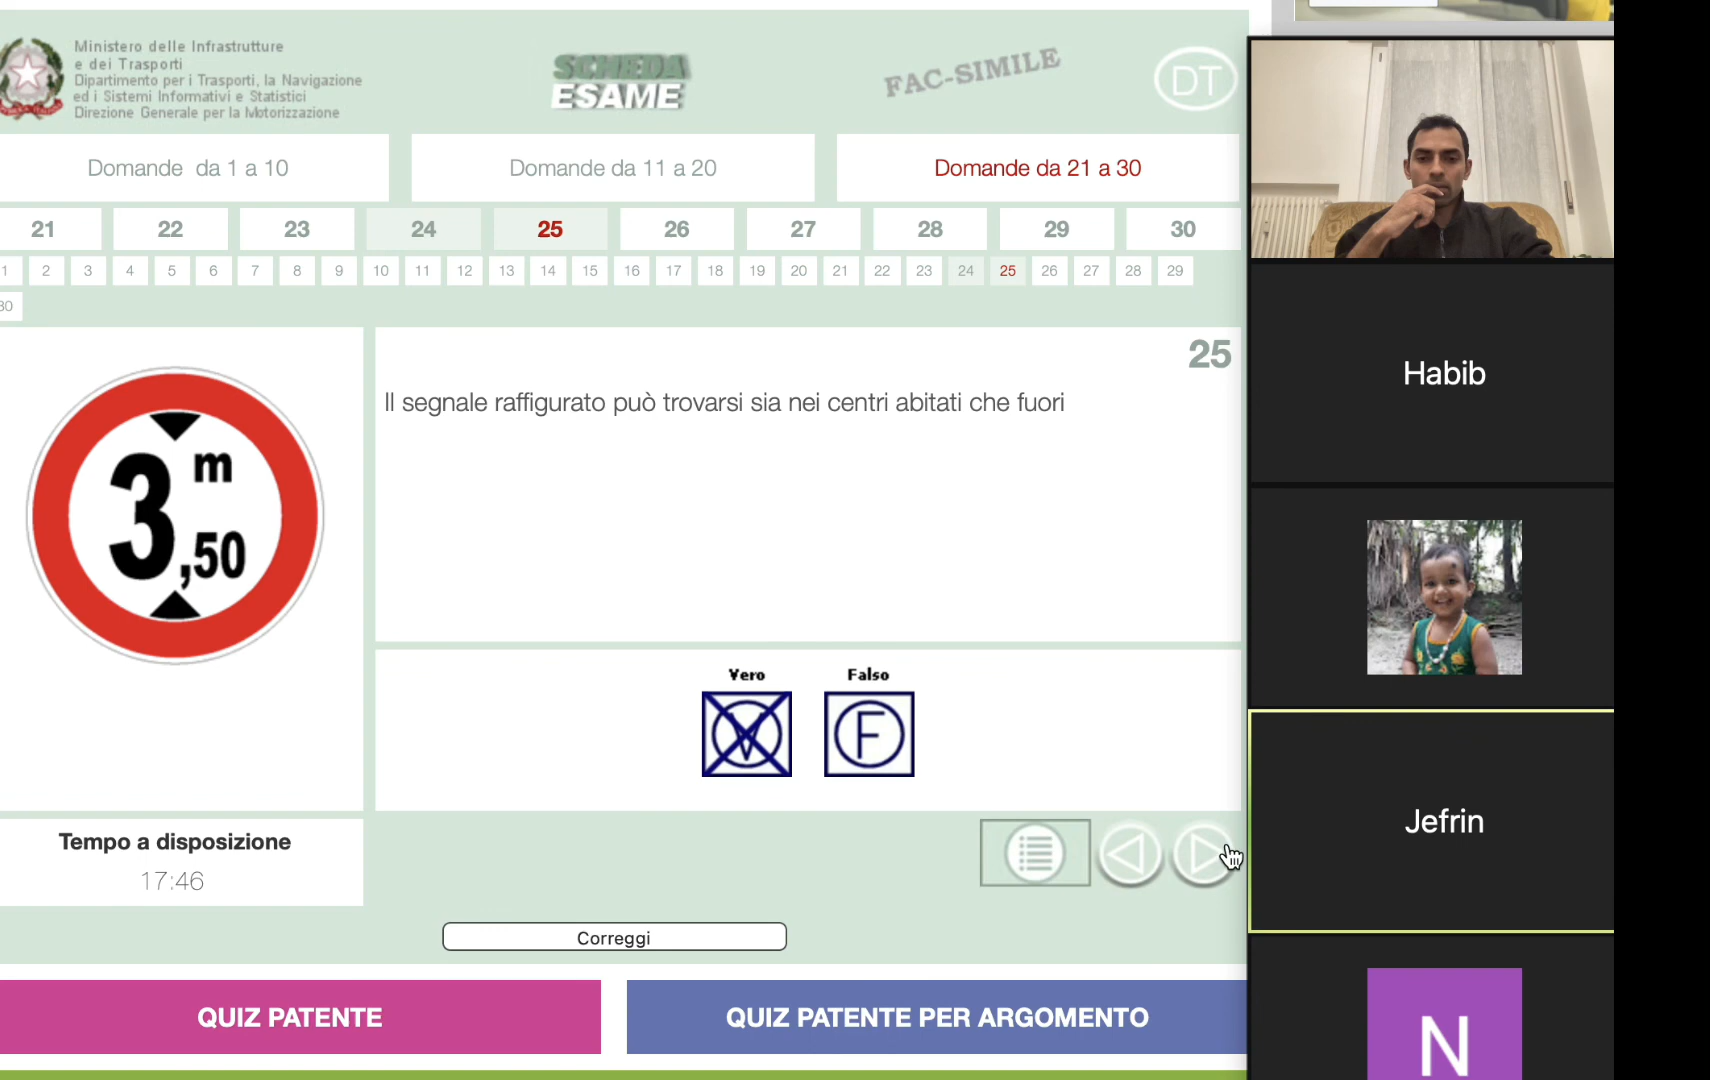 Ministero delle Infrastrutture
e dei Trasporti
Dipartimento per i Trasporti, la Navigazione
ed i Sistemi Informativi e Statistici
Direzione Generale per la Motorizzazione
SCHEDA
ESAME
FAC-SIMILE
DT
Domande da 1 a 10
Domande da 11 a 20
Domande da 21 a 30
21 22 23 24 25 26 27 28 29 30
1 2 3 4 5 6 7 8 9 10 11 12 13 14 15 16 17 18 19 20 21 22 23 24 25 26 27 28 29
30
25
Il segnale raffigurato può trovarsi sia nei centri abitati che fuori
3 m
,50
Vero Falso
V F
Tempo a disposizione
17:46
Correggi
QUIZ PATENTE
QUIZ PATENTE PER ARGOMENTO
Habib
Jefrin
N